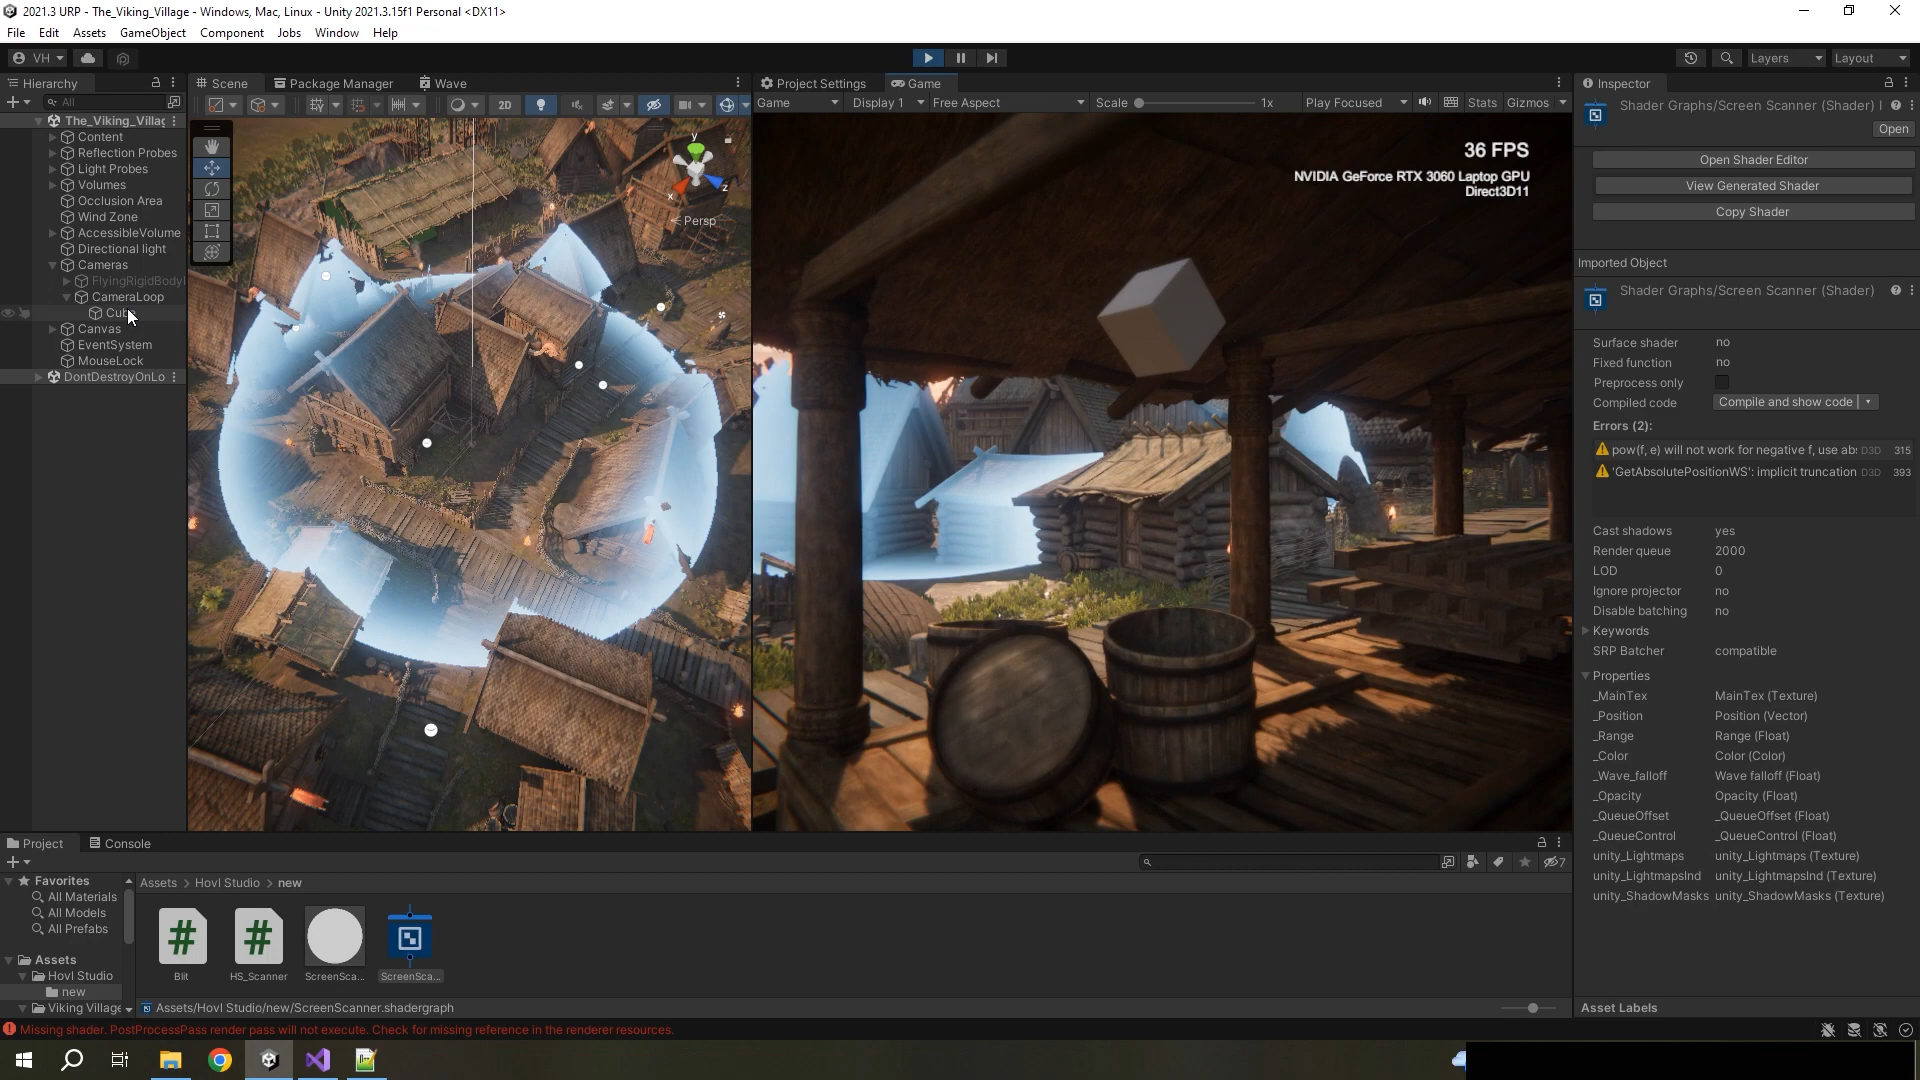 2021.3 URP - The_Viking_Village - Windows, Mac, Linux - Unity 2021.3.15f1 Personal <DX11>
File Edit Assets GameObject Component Jobs Window Help
VH Layers Layout
Hierarchy
All
The_Viking_Villag
Content
Reflection Probes
Light Probes
Volumes
Occlusion Area
Wind Zone
AccessibleVolume
Directional light
Cameras
FlyingRigidBody
CameraLoop
Cube
Canvas
EventSystem
MouseLock
DontDestroyOnLo
Scene Package Manager Wave
2D
y
x
z
Persp
Project Settings Game
Game Display 1 Free Aspect Scale 1x Play Focused Stats Gizmos
36 FPS
NVIDIA GeForce RTX 3060 Laptop GPU
Direct3D11
Inspector
Shader Graphs/Screen Scanner (Shader) I
Open
Open Shader Editor
View Generated Shader
Copy Shader
Imported Object
Shader Graphs/Screen Scanner (Shader)
Surface shader no
Fixed function no
Preprocess only
Compiled code Compile and show code
Errors (2):
pow(f, e) will not work for negative f, use abs D3D 315
'GetAbsolutePositionWS': implicit truncation D3D 393
Cast shadows yes
Render queue 2000
LOD 0
Ignore projector no
Disable batching no
Keywords
SRP Batcher compatible
Properties
_MainTex MainTex (Texture)
_Position Position (Vector)
_Range Range (Float)
_Color Color (Color)
_Wave_falloff Wave falloff (Float)
_Opacity Opacity (Float)
_QueueOffset _QueueOffset (Float)
_QueueControl _QueueControl (Float)
unity_Lightmaps unity_Lightmaps (Texture)
unity_LightmapsInd unity_LightmapsInd (Texture)
unity_ShadowMasks unity_ShadowMasks (Texture)
Asset Labels
Project Console
7
Favorites
All Materials
All Models
All Prefabs
Assets
Hovl Studio
new
Viking Village
Assets > Hovl Studio > new
Blit HS_Scanner ScreenSca... ScreenSca...
Assets/Hovl Studio/new/ScreenScanner.shadergraph
Missing shader. PostProcessPass render pass will not execute. Check for missing reference in the renderer resources.